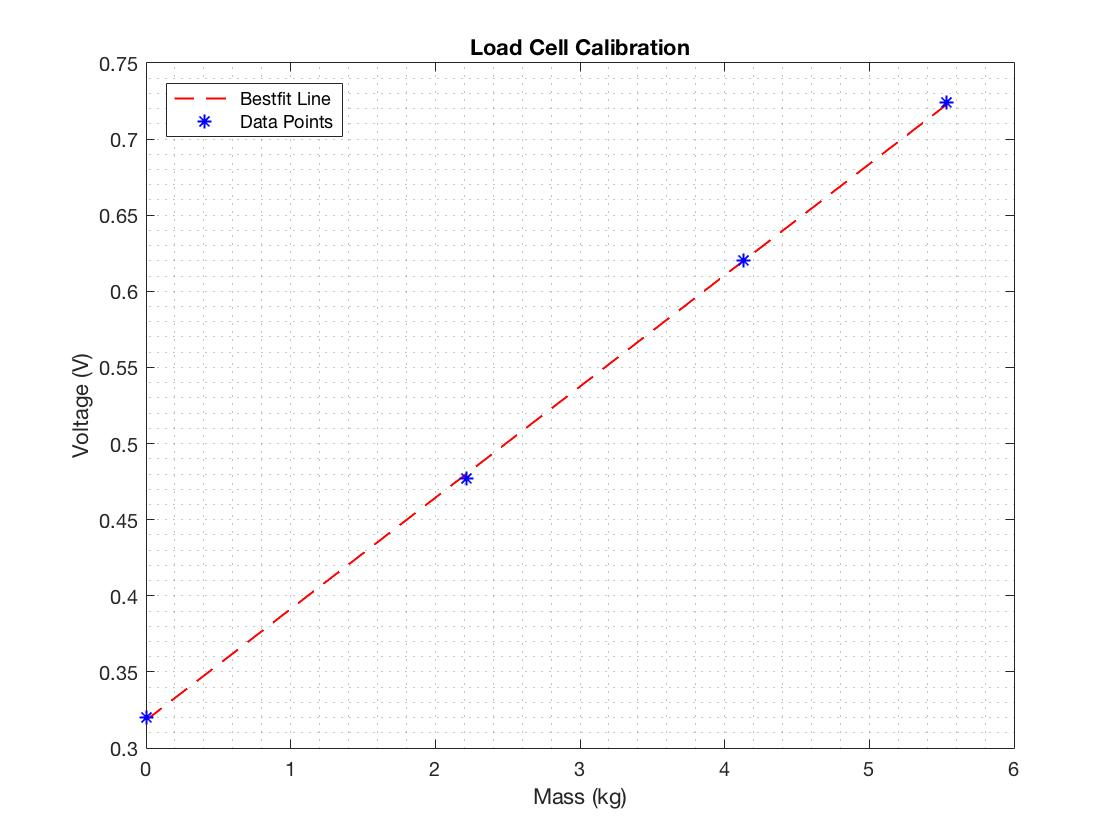 Load Cell Calibration
Bestfit Line
Data Points
0.75
0.7
0.65
0.6
0.55
0.5
0.45
0.4
0.35
0.3
Voltage (V)
0 1 2 3 4 5 6
Mass (kg)